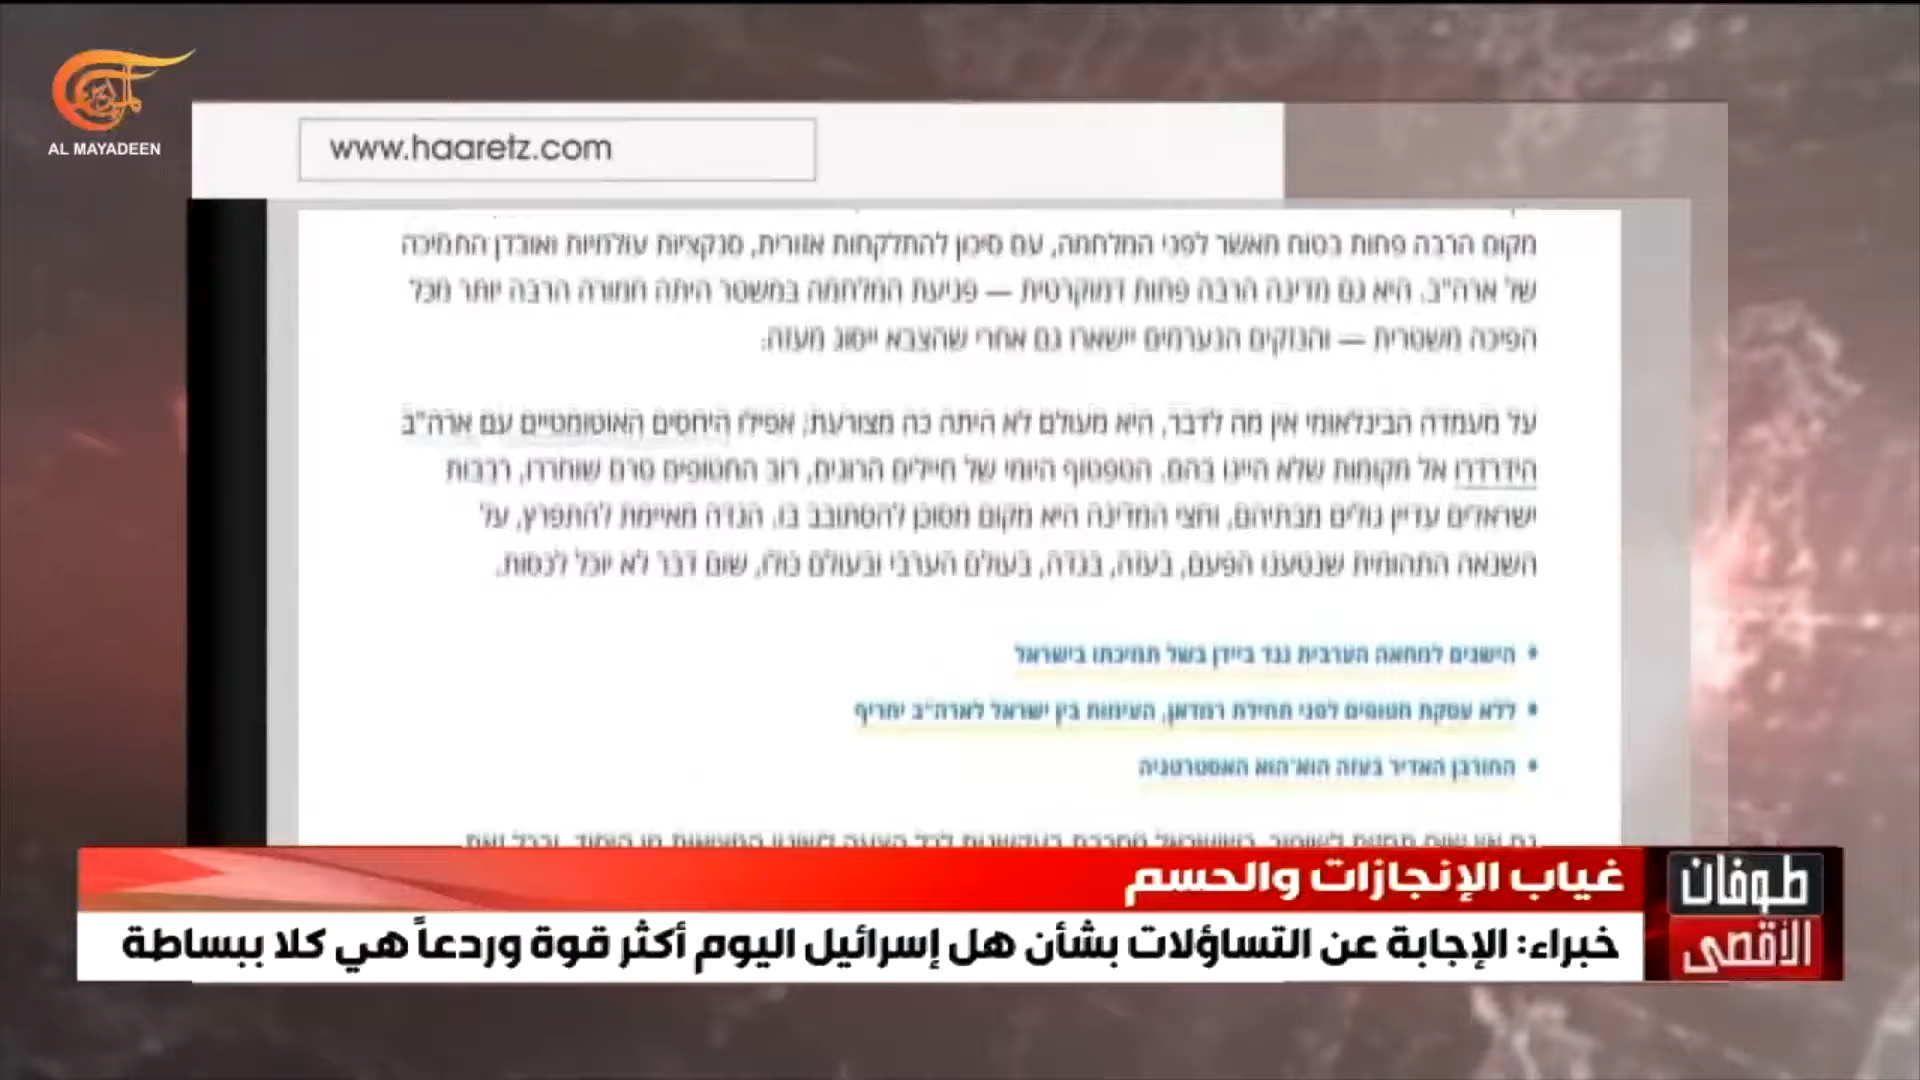 AL MAYADEEN
www.haaretz.com
מקום הרבה פחות בטוח מאשר לפני המלחמה, עם סיכון להתלקחות אזורית, סנקציות עולמיות ואובדן התמיכה
של ארה"ב. היא גם מדינה הרבה פחות דמוקרטית — פגיעת המלחמה במשטר היתה חמורה הרבה יותר מכל
הפיכה משטרית — והנזקים הנערמים יישארו גם אחרי שהצבא ייסוג מעזה.
על מעמדה הבינלאומי אין מה לדבר, היא מעולם לא היתה כה מצורעת; אפילו היחסים האוטומטיים עם ארה"ב
הידרדרו אל מקומות שלא היינו בהם. הטפטוף היומי של חיילים הרוגים, רוב החטופים טרם שוחררו, רבבות
ישראלים עדיין גולים מבתיהם, וחצי המדינה היא מקום מסוכן להסתובב בו. הגדה מאיימת להתפרץ, על
השנאה התהומית שנטענו הפעם, בעזה, בגדה, בעולם הערבי ובעולם כולו, שום דבר לא יוכל לכסות.
• הישגים למחאה הערבית נגד ביידן בשל תמיכתו בישראל
• ללא עסקת חטופים לפני תחילת רמדאן, העימות בין ישראל לארה"ב יחריף
• החורבן האדיר בעזה הוא־הוא האסטרטגיה
غياب الإنجازات والحسم
طوفان
الأقصى
خبراء: الإجابة عن التساؤلات بشأن هل إسرائيل اليوم أكثر قوة وردعاً هي كلا ببساطة